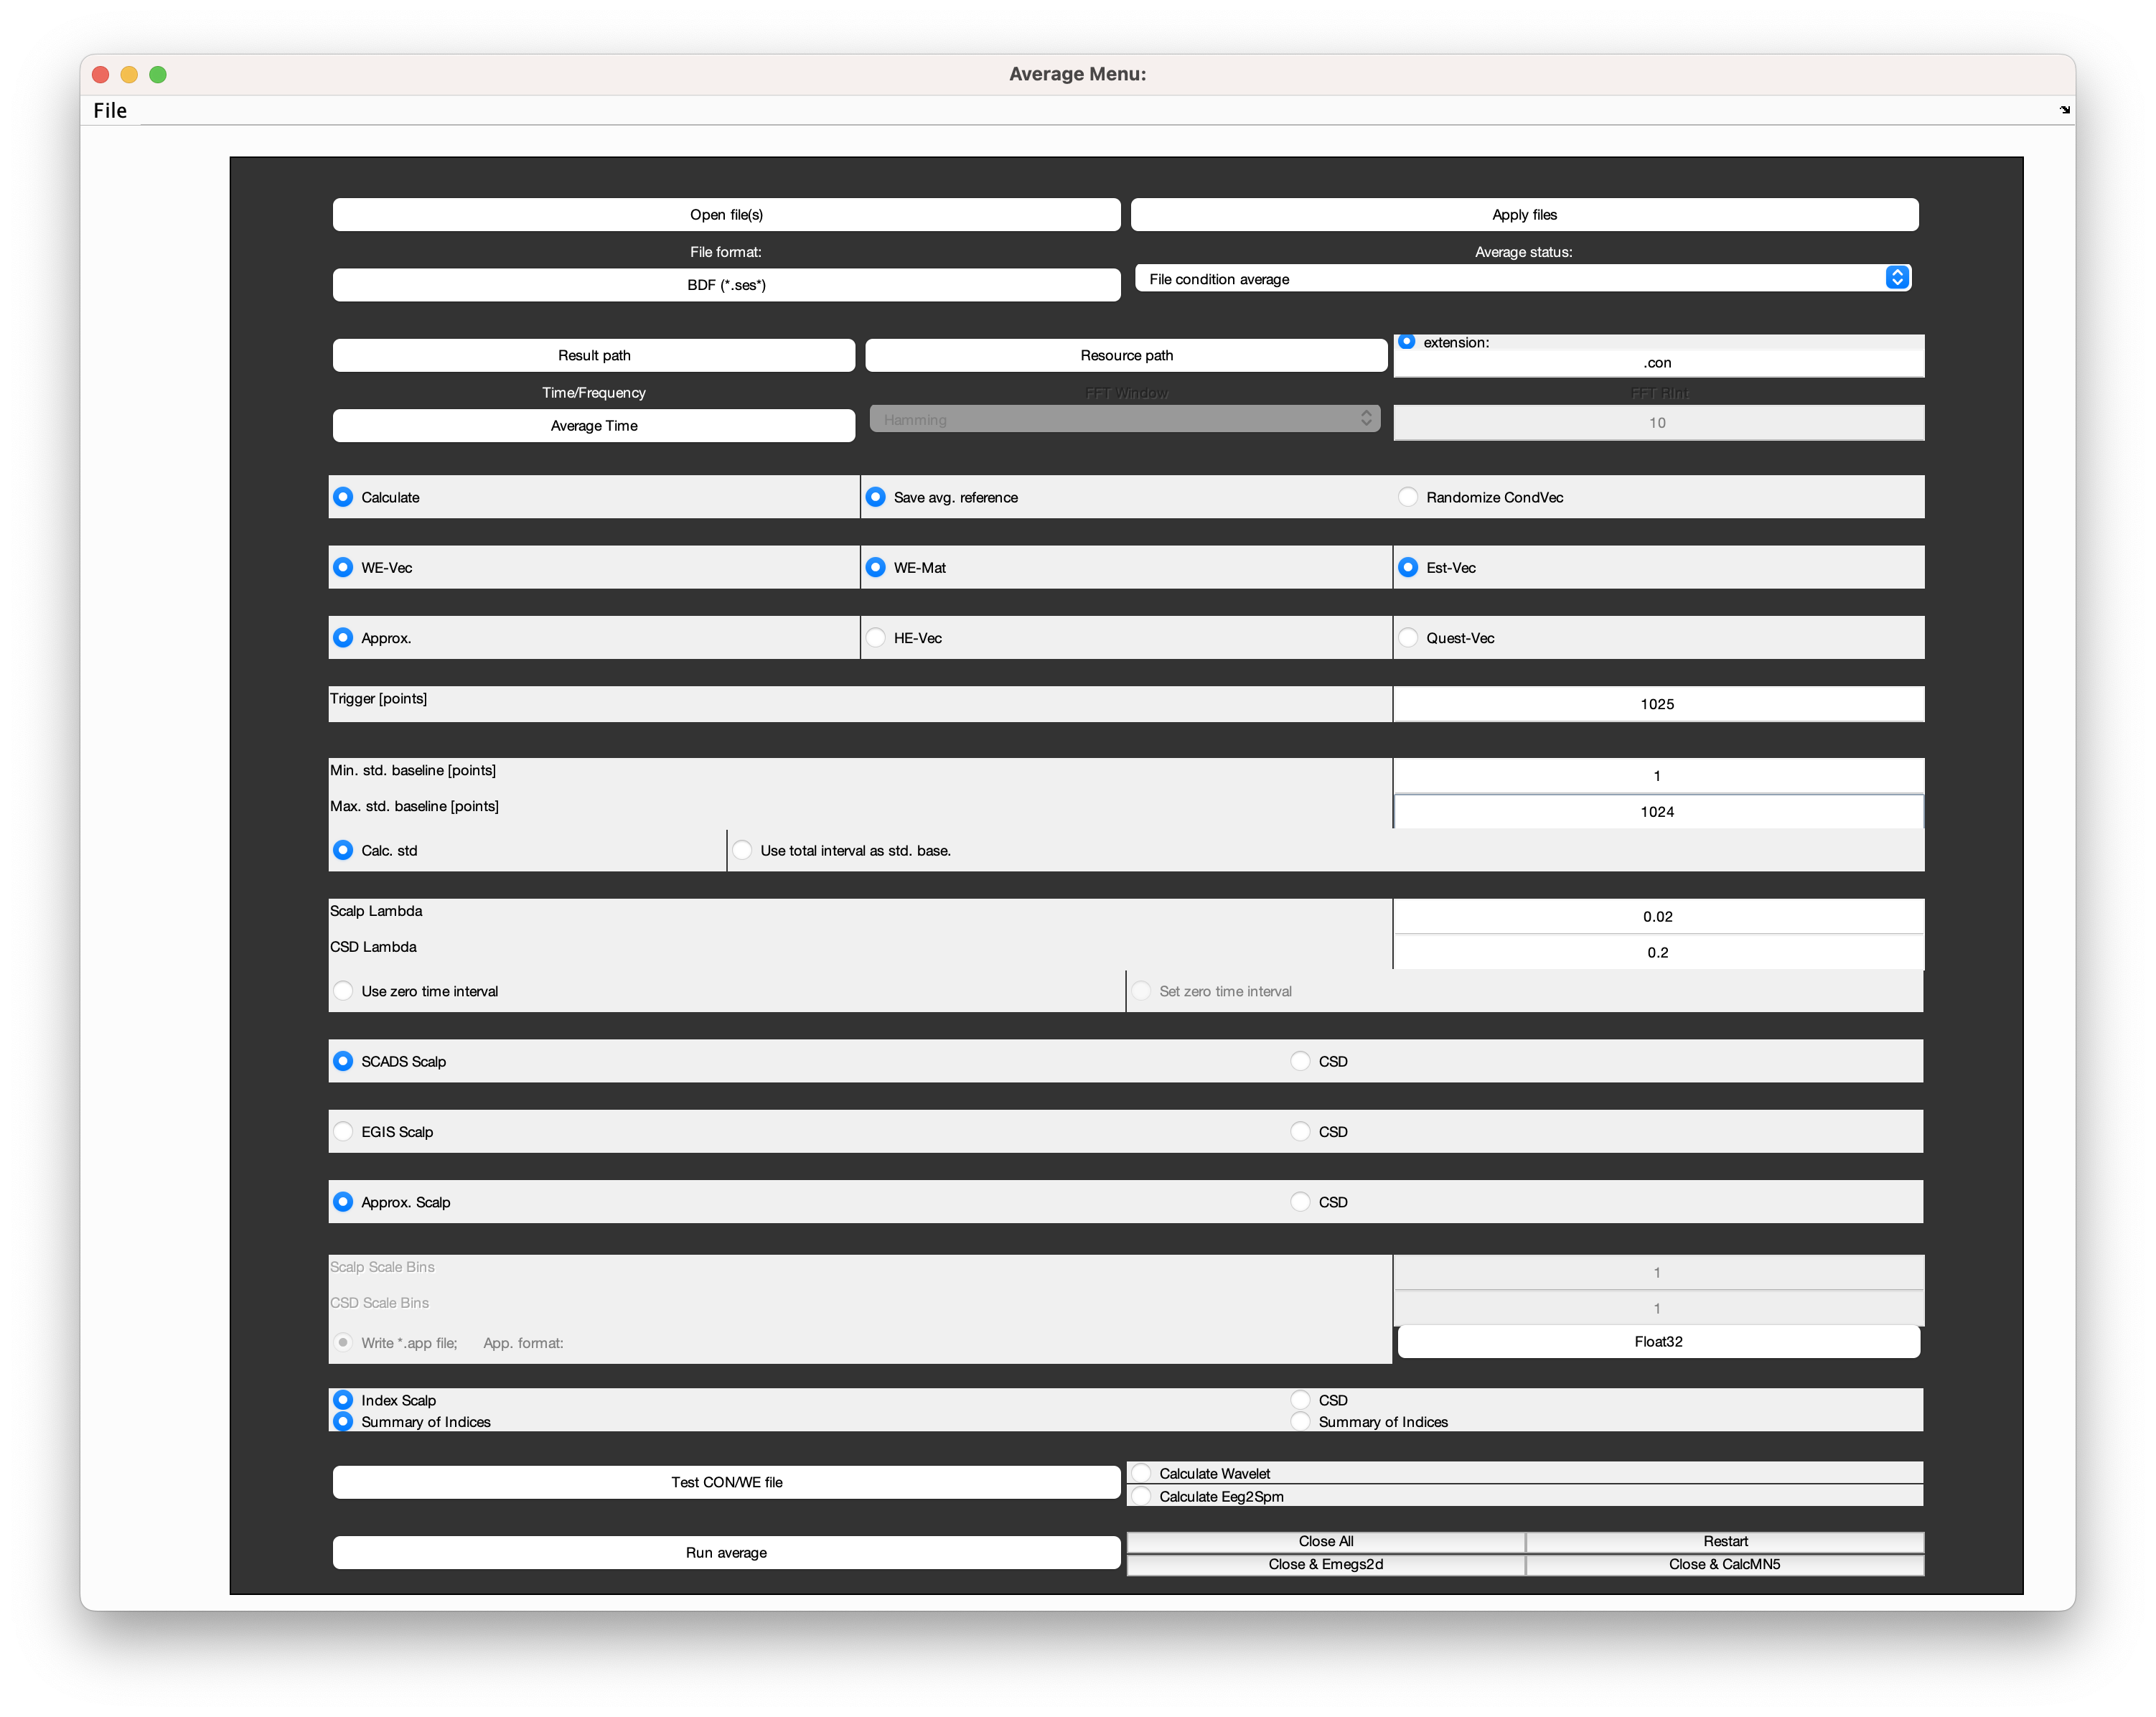 Average Menu:
File
Open file(s) Apply files
File format: Average status:
BDF (*.ses*) File condition average
Result path Resource path extension:
.con
Time/Frequency FFT Window FFT RInt
Average Time Hamming 10
Calculate Save avg. reference Randomize CondVec
WE-Vec WE-Mat Est-Vec
Approx. HE-Vec Quest-Vec
Trigger [points] 1025
Min. std. baseline [points] 1
Max. std. baseline [points] 1024
Calc. std Use total interval as std. base.
Scalp Lambda 0.02
CSD Lambda 0.2
Use zero time interval Set zero time interval
SCADS Scalp CSD
EGIS Scalp CSD
Approx. Scalp CSD
Scalp Scale Bins 1
CSD Scale Bins 1
Write *.app file; App. format: Float32
Index Scalp CSD
Summary of Indices Summary of Indices
Test CON/WE file Calculate Wavelet
Calculate Eeg2Spm
Run average Close All Restart
Close & Emegs2d Close & CalcMN5